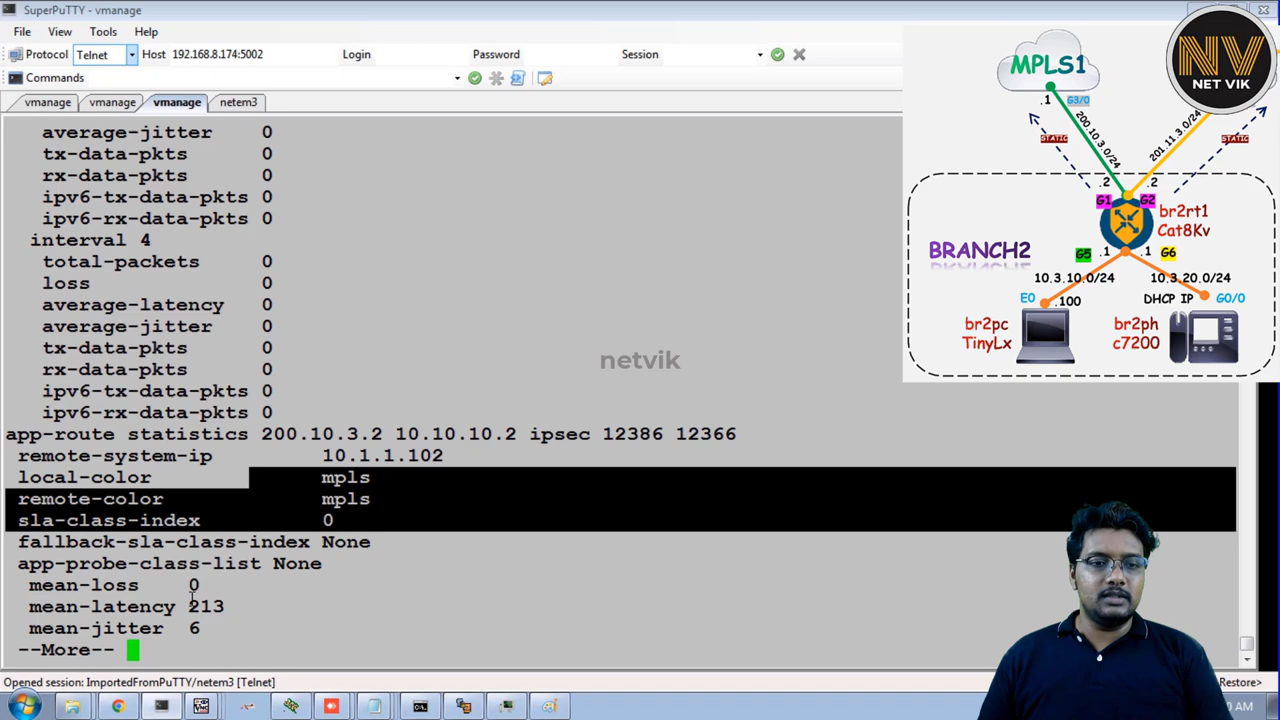 SuperPuTTY - vmanage
File View Tools Help
Protocol Telnet Host 192.168.8.174:5002 Login Password Session
Commands
vmanage vmanage vmanage netem3
average-jitter 0
tx-data-pkts 0
rx-data-pkts 0
ipv6-tx-data-pkts 0
ipv6-rx-data-pkts 0
interval 4
total-packets 0
loss 0
average-latency 0
average-jitter 0
tx-data-pkts 0
rx-data-pkts 0
ipv6-tx-data-pkts 0
ipv6-rx-data-pkts 0
app-route statistics 200.10.3.2 10.10.10.2 ipsec 12386 12366
remote-system-ip 10.1.1.102
local-color mpls
remote-color mpls
sla-class-index 0
fallback-sla-class-index None
app-probe-class-list None
mean-loss 0
mean-latency 213
mean-jitter 6
--More--
Opened session: ImportedFromPuTTY/netem3 [Telnet]
Restore>
0 AM
netvik
NV
NET VIK
MPLS1
.1 G3/0
200.10.3.0/24
201.11.3.0/24
STATIC
STATIC
.2 .2
G1 G2
br2rt1
Cat8Kv
BRANCH2
G5 .1 .1 G6
10.3.10.0/24 10.3.20.0/24
E0 .100 DHCP IP G0/0
br2pc
TinyLx
br2ph
c7200